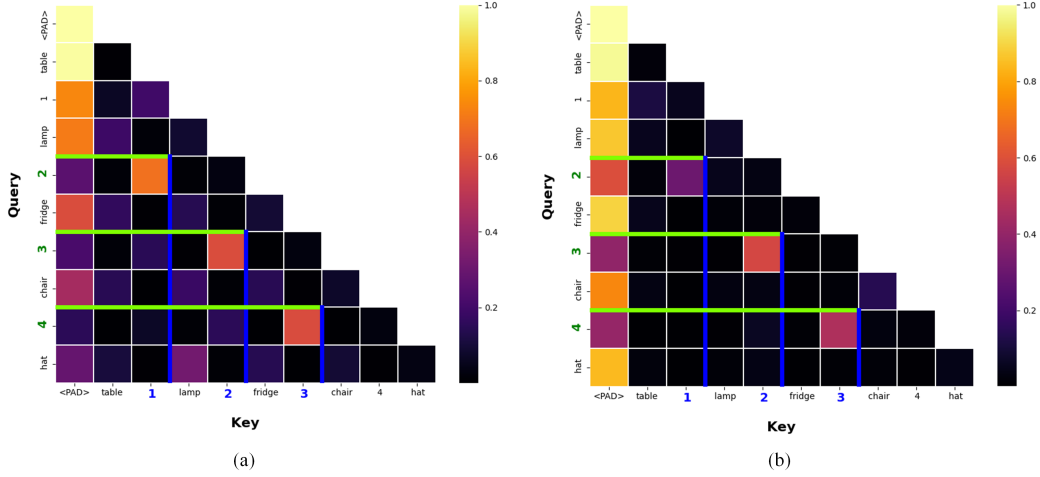 <PAD>
table
1
lamp
2
fridge
3
chair
4
hat
Query
<PAD> table 1 lamp 2 fridge 3 chair 4 hat
Key
1.0
0.8
0.6
0.4
0.2
(a)
<PAD>
table
1
lamp
2
fridge
3
chair
4
hat
Query
<PAD> table 1 lamp 2 fridge 3 chair 4 hat
Key
1.0
0.8
0.6
0.4
0.2
(b)